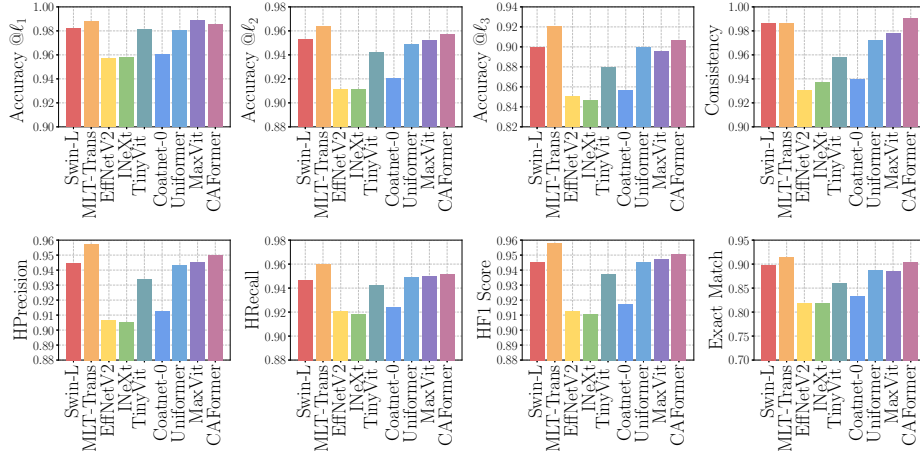 Accuracy @ℓ1
1.00
0.98
0.96
0.94
0.92
0.90
Swin-L
MLT-Trans
EffNetV2
INeXt
TinyVit
Coatnet-0
Uniformer
MaxVit
CAFormer
Accuracy @ℓ2
0.98
0.96
0.94
0.92
0.90
0.88
Swin-L
MLT-Trans
EffNetV2
INeXt
TinyVit
Coatnet-0
Uniformer
MaxVit
CAFormer
Accuracy @ℓ3
0.94
0.92
0.90
0.88
0.86
0.84
0.82
Swin-L
MLT-Trans
EffNetV2
INeXt
TinyVit
Coatnet-0
Uniformer
MaxVit
CAFormer
Consistency
1.00
0.98
0.96
0.94
0.92
0.90
Swin-L
MLT-Trans
EffNetV2
INeXt
TinyVit
Coatnet-0
Uniformer
MaxVit
CAFormer
HPrecision
0.96
0.95
0.94
0.93
0.92
0.91
0.90
0.89
0.88
Swin-L
MLT-Trans
EffNetV2
INeXt
TinyVit
Coatnet-0
Uniformer
MaxVit
CAFormer
HRecall
0.98
0.96
0.94
0.92
0.90
0.88
Swin-L
MLT-Trans
EffNetV2
INeXt
TinyVit
Coatnet-0
Uniformer
MaxVit
CAFormer
HF1 Score
0.96
0.95
0.94
0.93
0.92
0.91
0.90
0.89
0.88
Swin-L
MLT-Trans
EffNetV2
INeXt
TinyVit
Coatnet-0
Uniformer
MaxVit
CAFormer
Exact Match
0.95
0.90
0.85
0.80
0.75
0.70
Swin-L
MLT-Trans
EffNetV2
INeXt
TinyVit
Coatnet-0
Uniformer
MaxVit
CAFormer